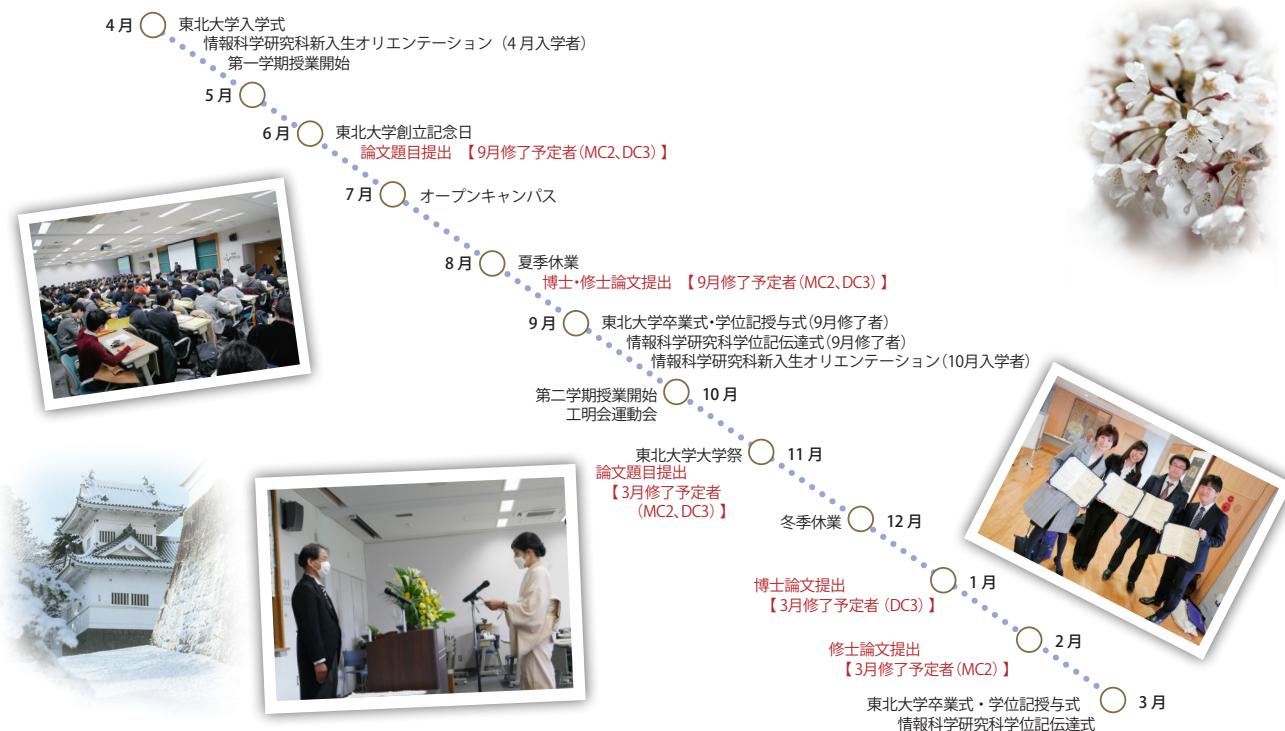 4月
東北大学入学式
情報科学研究科新入生オリエンテーション（4月入学者）
第一学期授業開始
5月
6月
東北大学創立記念日
論文題目提出 【9月修了予定者（MC2、DC3）】
7月
オープンキャンパス
8月
夏季休業
博士・修士論文提出 【9月修了予定者（MC2、DC3）】
9月
東北大学卒業式・学位記授与式（9月修了者）
情報科学研究科学位記伝達式（9月修了者）
情報科学研究科新入生オリエンテーション（10月入学者）
第二学期授業開始
10月
工明会運動会
東北大学大学祭
11月
論文題目提出
【3月修了予定者
（MC2、DC3）】
冬季休業
12月
1月
博士論文提出
【3月修了予定者（DC3）】
2月
修士論文提出
【3月修了予定者（MC2）】
東北大学卒業式・学位記授与式
3月
情報科学研究科学位記伝達式